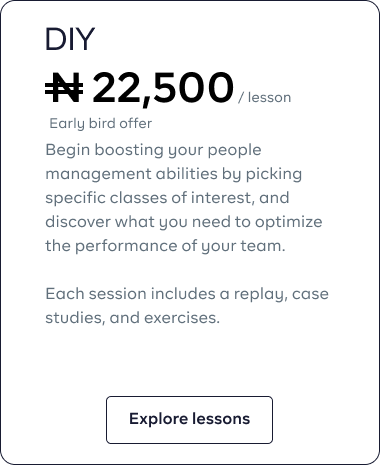 DIY
₦ 22,500 / lesson
Early bird offer
Begin boosting your people
management abilities by picking
specific classes of interest, and
discover what you need to optimize
the performance of your team.
Each session includes a replay, case
studies, and exercises.
Explore lessons